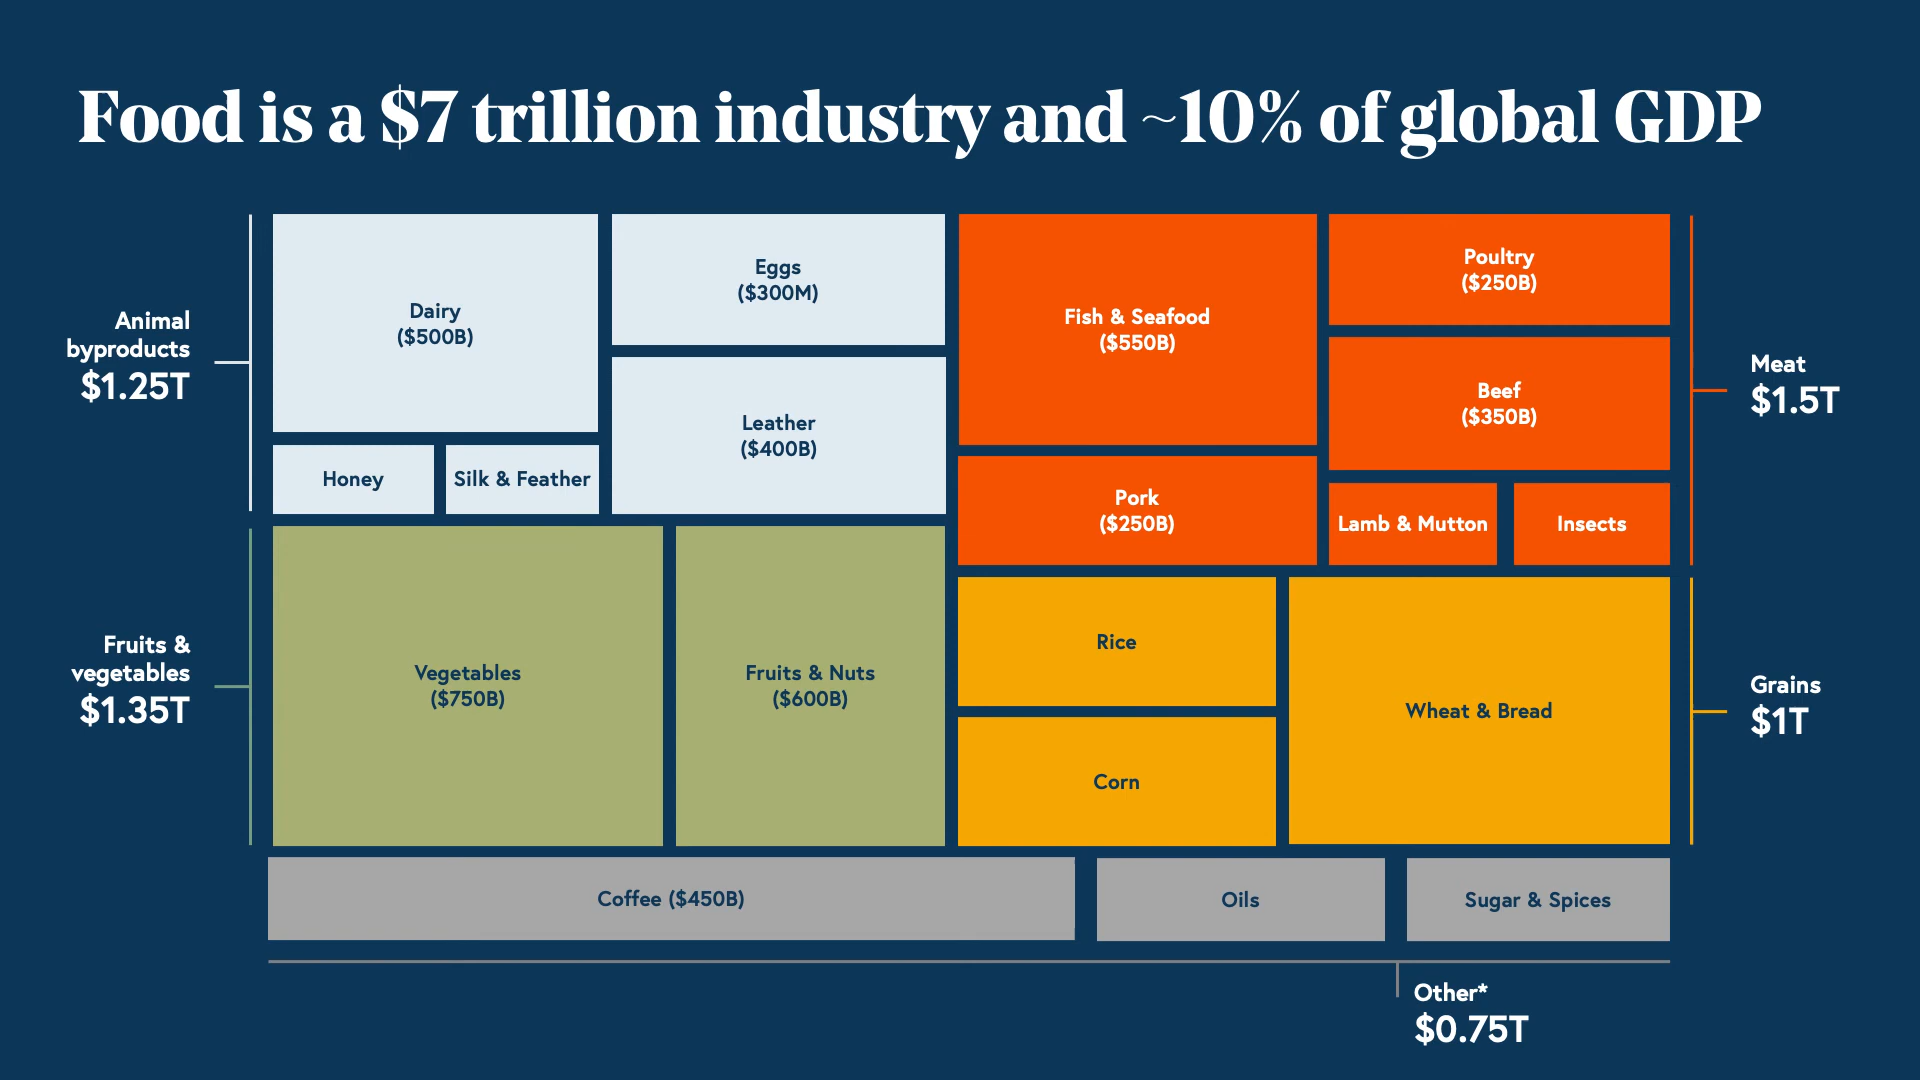 Food is a $7 trillion industry and ~10% of global GDP
Animal
byproducts
$1.25T
Dairy
($500B)
Eggs
($300M)
Leather
($400B)
Honey
Silk & Feather
Fish & Seafood
($550B)
Poultry
($250B)
Beef
($350B)
Pork
($250B)
Lamb & Mutton
Insects
Meat
$1.5T
Fruits &
vegetables
$1.35T
Vegetables
($750B)
Fruits & Nuts
($600B)
Rice
Corn
Wheat & Bread
Grains
$1T
Coffee ($450B)
Oils
Sugar & Spices
Other*
$0.75T